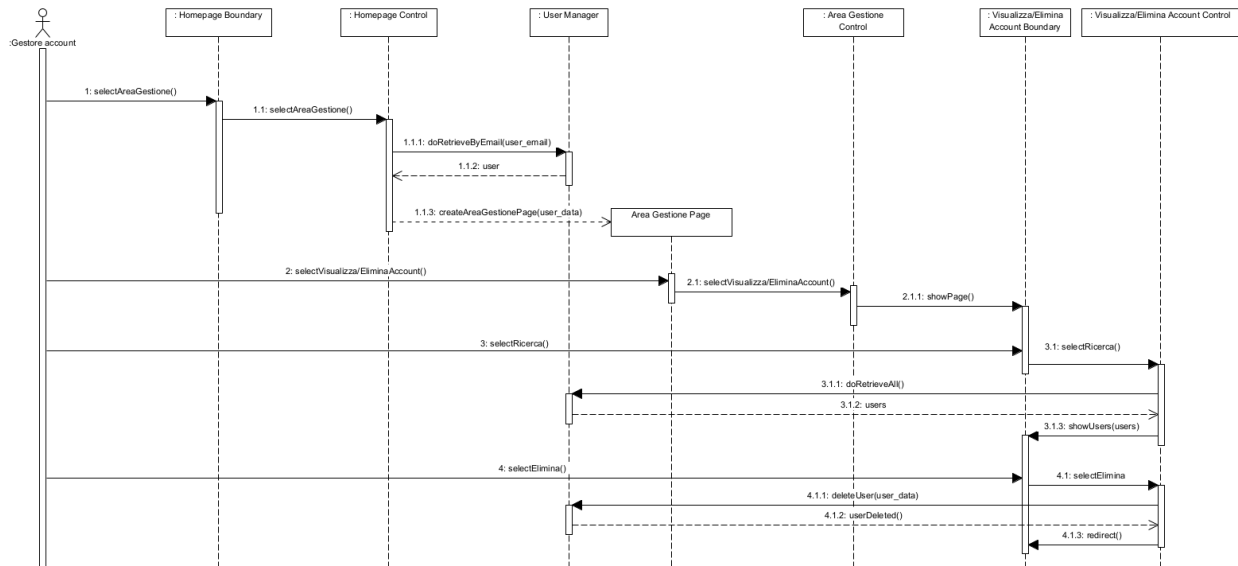 : Homepage Boundary
: Homepage Control
: User Manager
: Area Gestione
Control
: Visualizza/Elimina
Account Boundary
: Visualizza/Elimina Account Control
:Gestore account
1: selectAreaGestione()
1.1: selectAreaGestione()
1.1.1: doRetrieveByEmail(user_email)
1.1.2: user
1.1.3: createAreaGestionePage(user_data)
Area Gestione Page
2: selectVisualizza/EliminaAccount()
2.1: selectVisualizza/EliminaAccount()
2.1.1: showPage()
3: selectRicerca()
3.1: selectRicerca()
3.1.1: doRetrieveAll()
3.1.2: users
3.1.3: showUsers(users)
4: selectElimina()
4.1: selectElimina
4.1.1: deleteUser(user_data)
4.1.2: userDeleted()
4.1.3: redirect()